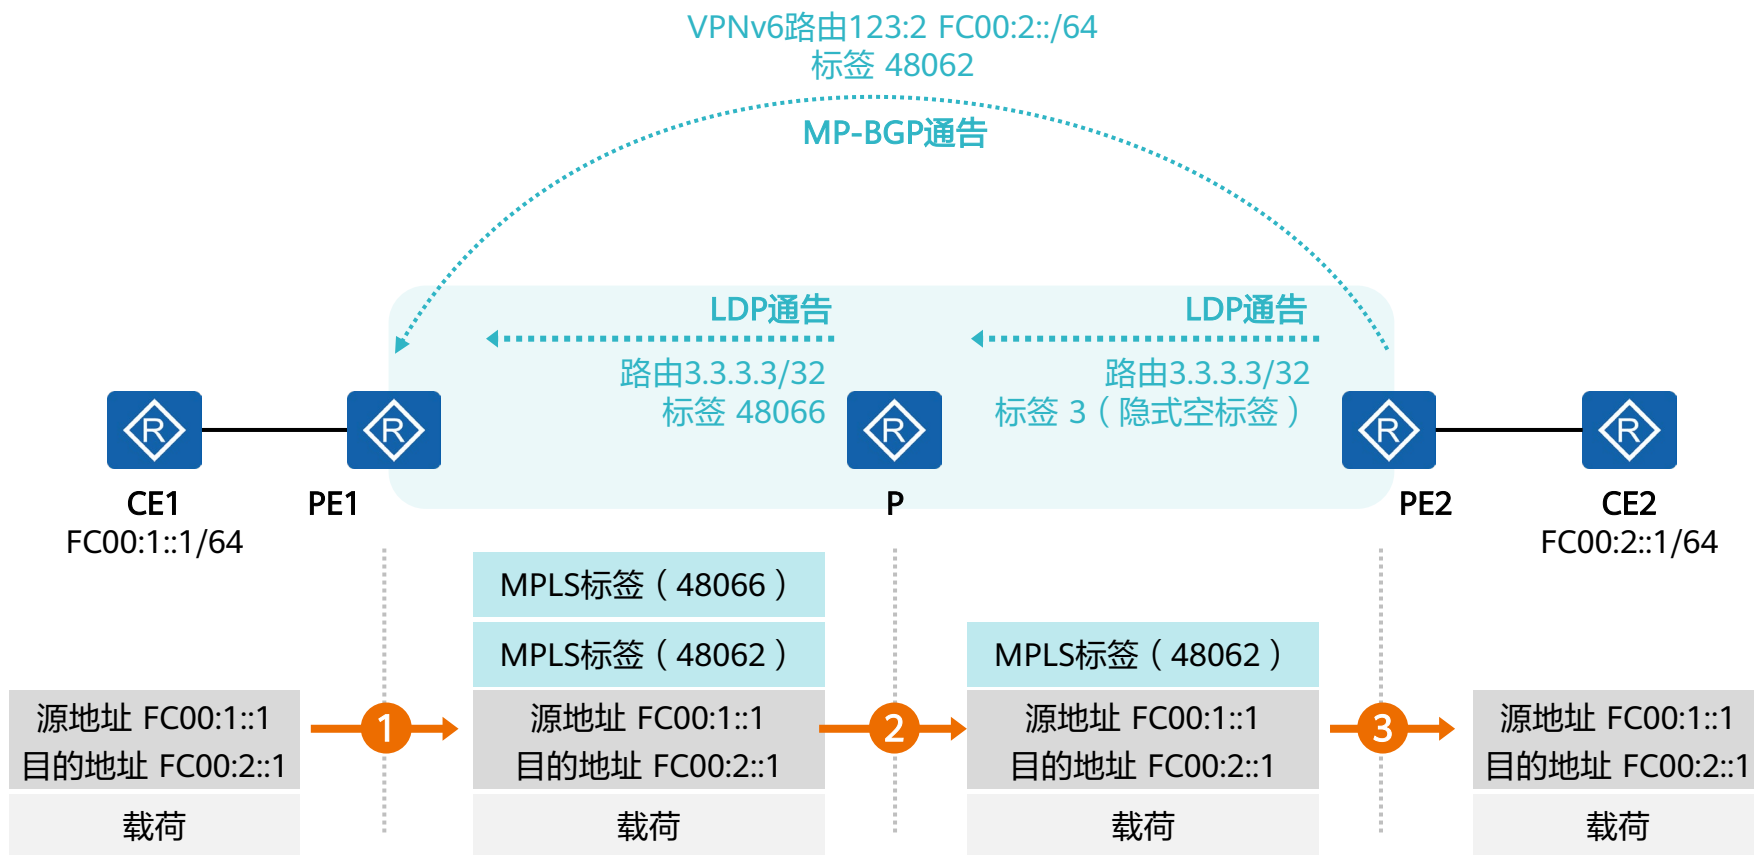 VPNv6路由123:2 FC00:2::/64
标签 48062
MP-BGP通告
LDP通告
LDP通告
路由3.3.3.3/32
标签 48066
路由3.3.3.3/32
标签 3（隐式空标签）
R
R
R
R
R
CE1
PE1
P
PE2
CE2
FC00:1::1/64
FC00:2::1/64
MPLS标签（48066）
MPLS标签（48062）
MPLS标签（48062）
源地址 FC00:1::1
目的地址 FC00:2::1
载荷
1
源地址 FC00:1::1
目的地址 FC00:2::1
载荷
2
源地址 FC00:1::1
目的地址 FC00:2::1
载荷
3
源地址 FC00:1::1
目的地址 FC00:2::1
载荷